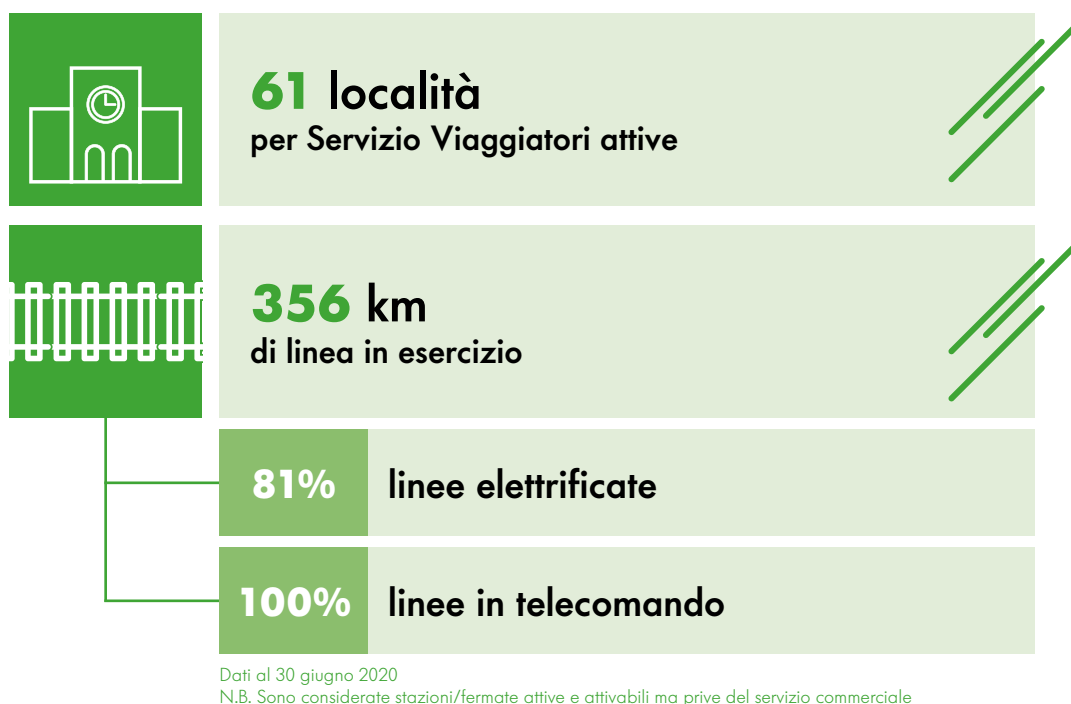 61 località
per Servizio Viaggiatori attive
356 km
di linea in esercizio
81% linee elettrificate
100% linee in telecomando
Dati al 30 giugno 2020
N.B. Sono considerate stazioni/fermate attive e attivabili ma prive del servizio commerciale